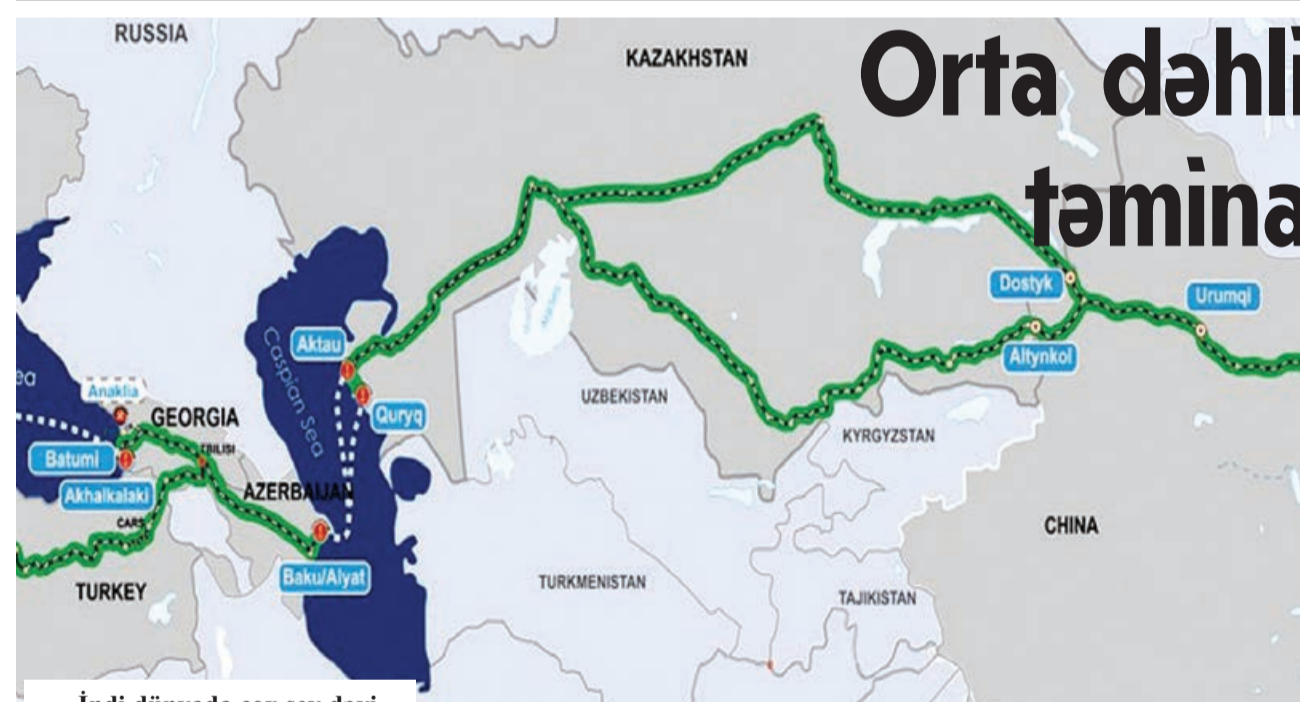 RUSSIA
KAZAKHSTAN
Orta dəhli
təmina
Dostyk
Urumqi
Aktau
Altynkol
Caspian Sea
ea
Anaklia
UZBEKISTAN
Quryq
GEORGIA
KYRGYZSTAN
TBILISI
Batumi
Akhalkalaki
AZERBAIJAN
CARS
CHINA
Baku/Alyat
TURKMENISTAN
TURKEY
TAJIKISTAN